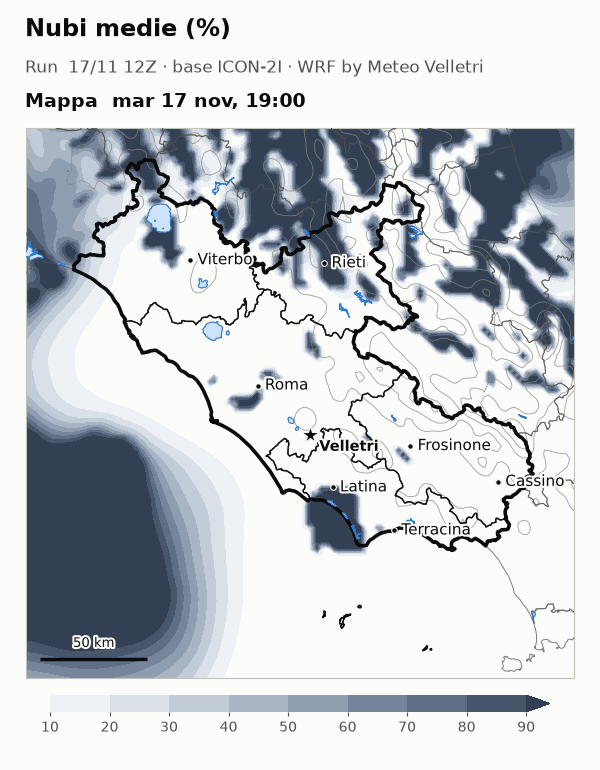 Nubi medie (%)
Run  17/11 12Z · base ICON-2I · WRF by Meteo Velletri
Mappa  mar 17 nov, 19:00
Viterbo
Rieti
Roma
Velletri
Frosinone
Cassino
Latina
Terracina
50 km
10 20 30 40 50 60 70 80 90